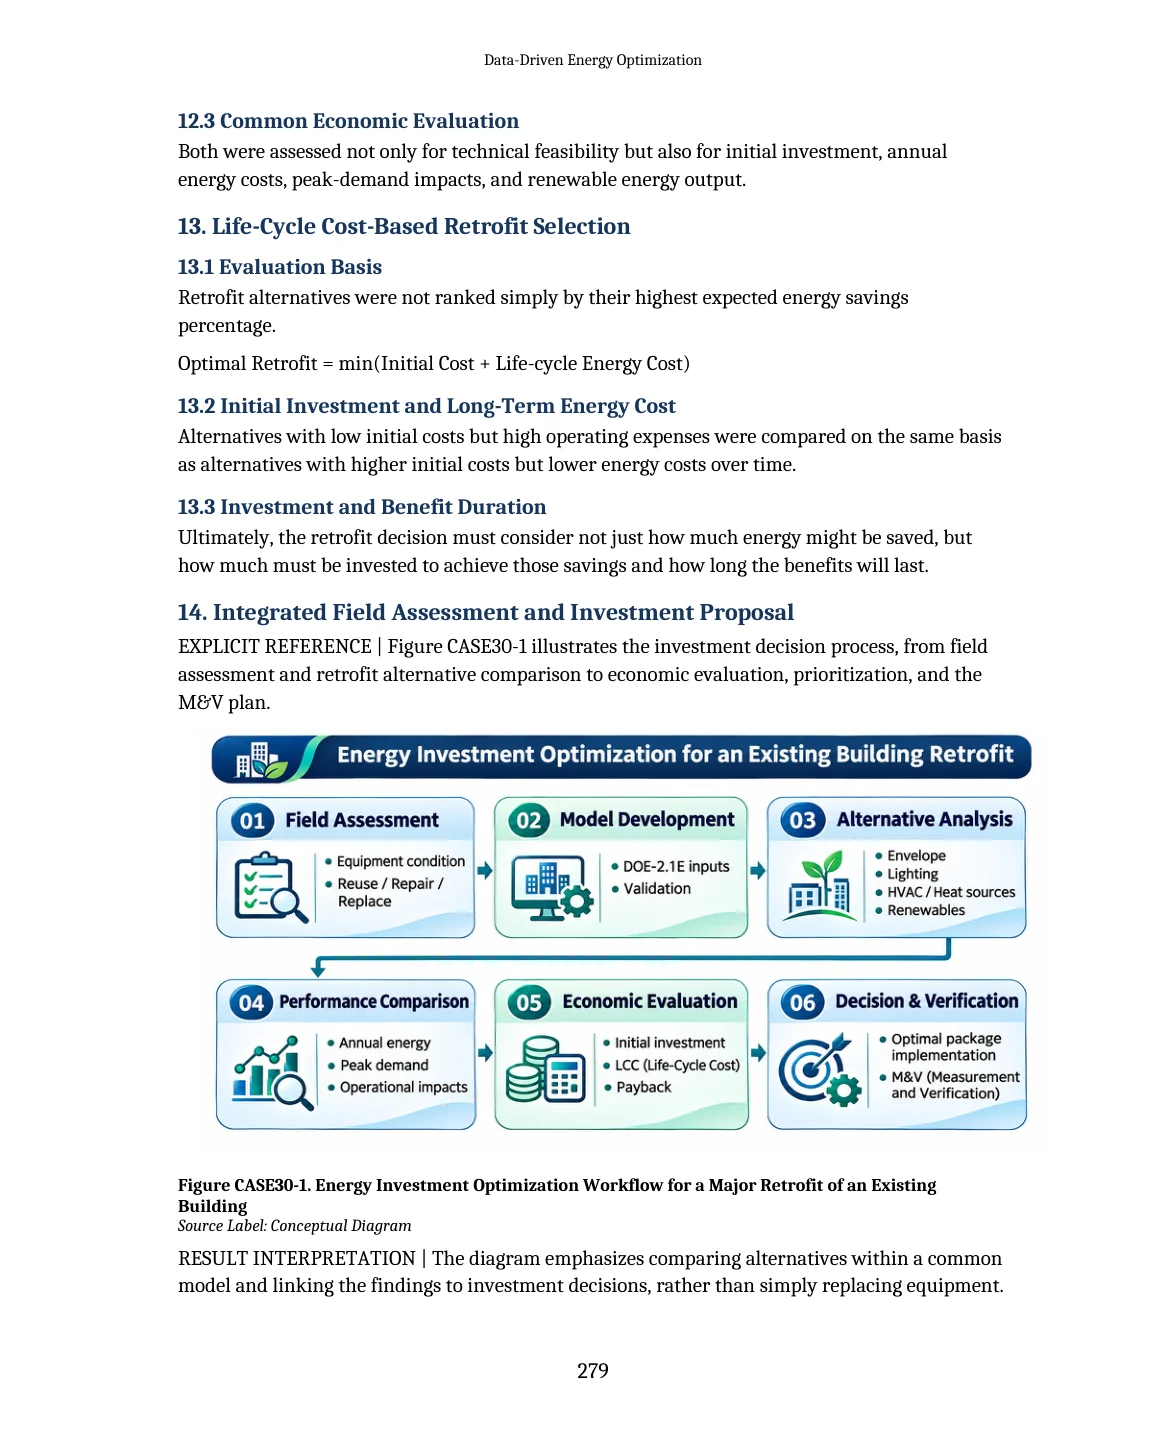 Data-Driven Energy Optimization
12.3 Common Economic Evaluation
Both were assessed not only for technical feasibility but also for initial investment, annual
energy costs, peak-demand impacts, and renewable energy output.
13. Life-Cycle Cost-Based Retrofit Selection
13.1 Evaluation Basis
Retrofit alternatives were not ranked simply by their highest expected energy savings
percentage.
Optimal Retrofit = min(Initial Cost + Life-cycle Energy Cost)
13.2 Initial Investment and Long-Term Energy Cost
Alternatives with low initial costs but high operating expenses were compared on the same basis
as alternatives with higher initial costs but lower energy costs over time.
13.3 Investment and Benefit Duration
Ultimately, the retrofit decision must consider not just how much energy might be saved, but
how much must be invested to achieve those savings and how long the benefits will last.
14. Integrated Field Assessment and Investment Proposal
EXPLICIT REFERENCE | Figure CASE30-1 illustrates the investment decision process, from field
assessment and retrofit alternative comparison to economic evaluation, prioritization, and the
M&V plan.
Energy Investment Optimization for an Existing Building Retrofit
01 Field Assessment
• Equipment condition
• Reuse / Repair /
Replace
02 Model Development
• DOE-2.1E inputs
• Validation
03 Alternative Analysis
• Envelope
• Lighting
• HVAC / Heat sources
• Renewables
04 Performance Comparison
• Annual energy
• Peak demand
• Operational impacts
05 Economic Evaluation
• Initial investment
• LCC (Life-Cycle Cost)
• Payback
06 Decision & Verification
• Optimal package
implementation
• M&V (Measurement
and Verification)
Figure CASE30-1. Energy Investment Optimization Workflow for a Major Retrofit of an Existing
Building
Source Label: Conceptual Diagram
RESULT INTERPRETATION | The diagram emphasizes comparing alternatives within a common
model and linking the findings to investment decisions, rather than simply replacing equipment.
279